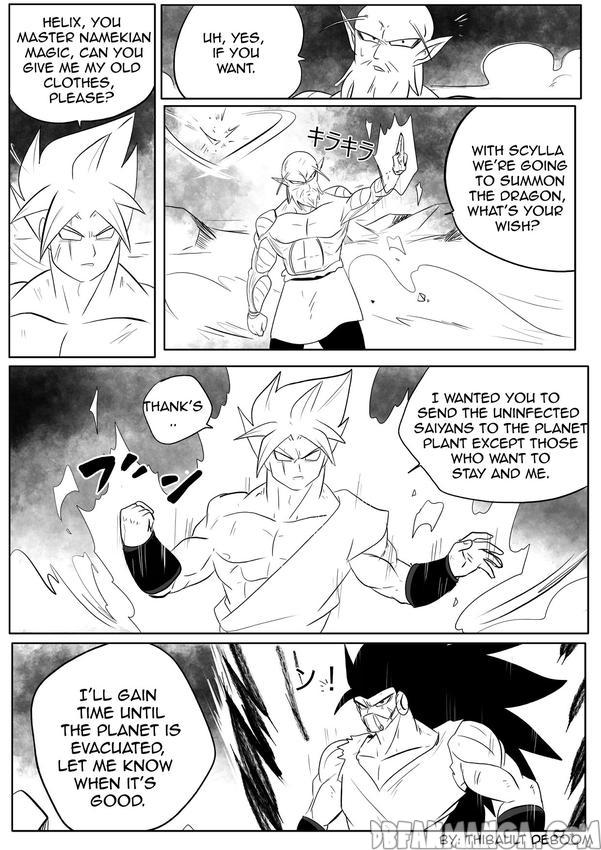 HELIX, YOU
MASTER NAMEKIAN
MAGIC, CAN YOU
GIVE ME MY OLD
CLOTHES,
PLEASE?
UH, YES,
IF YOU
WANT.
キラキラ
WITH SCYLLA
WE'RE GOING
TO SUMMON
THE DRAGON,
WHAT'S YOUR
WISH?
THANK'S
..
ブン
I WANTED YOU TO
SEND THE UNINFECTED
SAIYANS TO THE PLANET
PLANT EXCEPT THOSE
WHO WANT TO
STAY AND ME.
I'LL GAIN
TIME UNTIL
THE PLANET IS
EVACUATED,
LET ME KNOW
WHEN IT'S
GOOD.
ン!
DBFANMANGA.COM
BY: THIBAULT DEBOOM